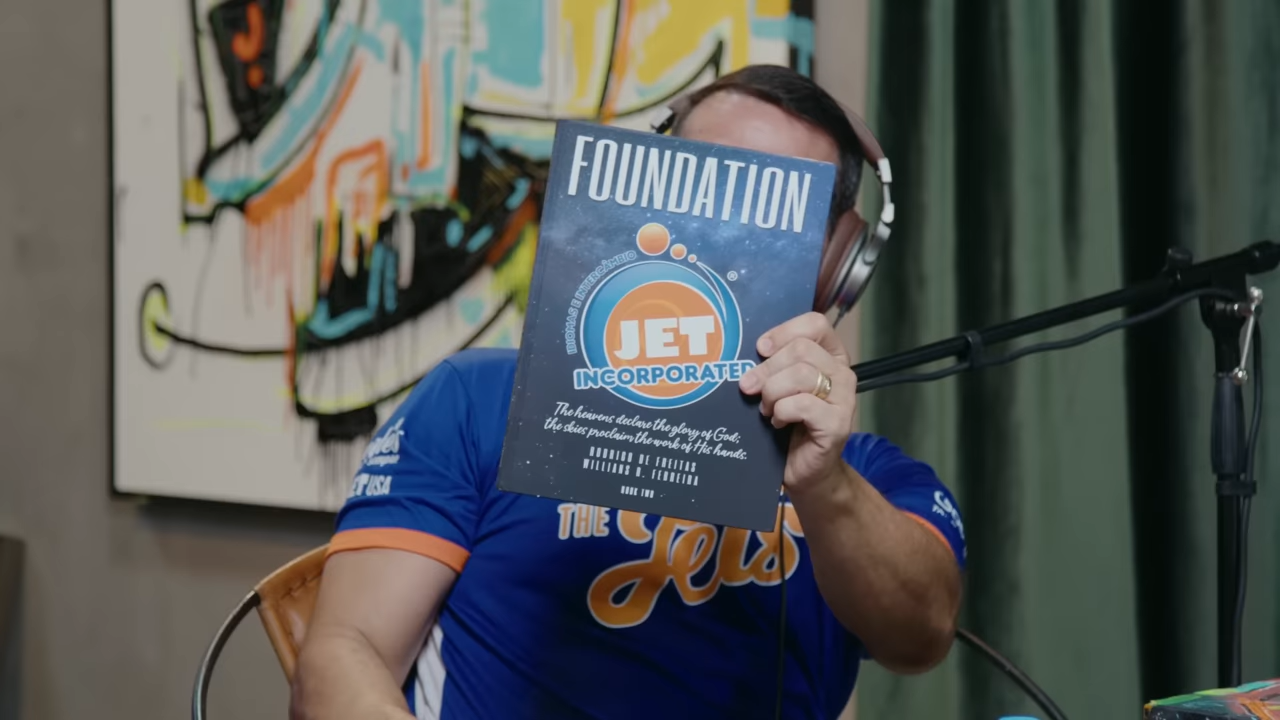 FOUNDATION
IDIOMAS E INTERCÂMBIO
®
JET
INCORPORATED
The heavens declare the glory of God;
the skies proclaim the work of His hands.
RODRIGO DE FREITAS
WILLIANS R. FERREIRA
BOOK TWO
JET USA
THE Jets